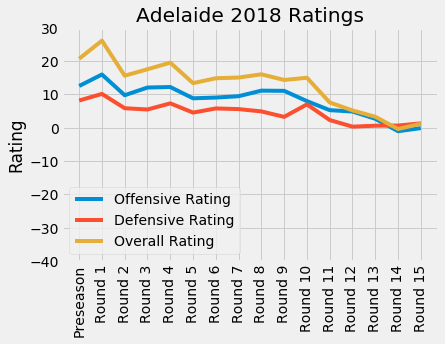 Adelaide 2018 Ratings
30
20
10
0
−10
−20
−30
−40
Rating
Offensive Rating
Defensive Rating
Overall Rating
Preseason
Round 1
Round 2
Round 3
Round 4
Round 5
Round 6
Round 7
Round 8
Round 9
Round 10
Round 11
Round 12
Round 13
Round 14
Round 15